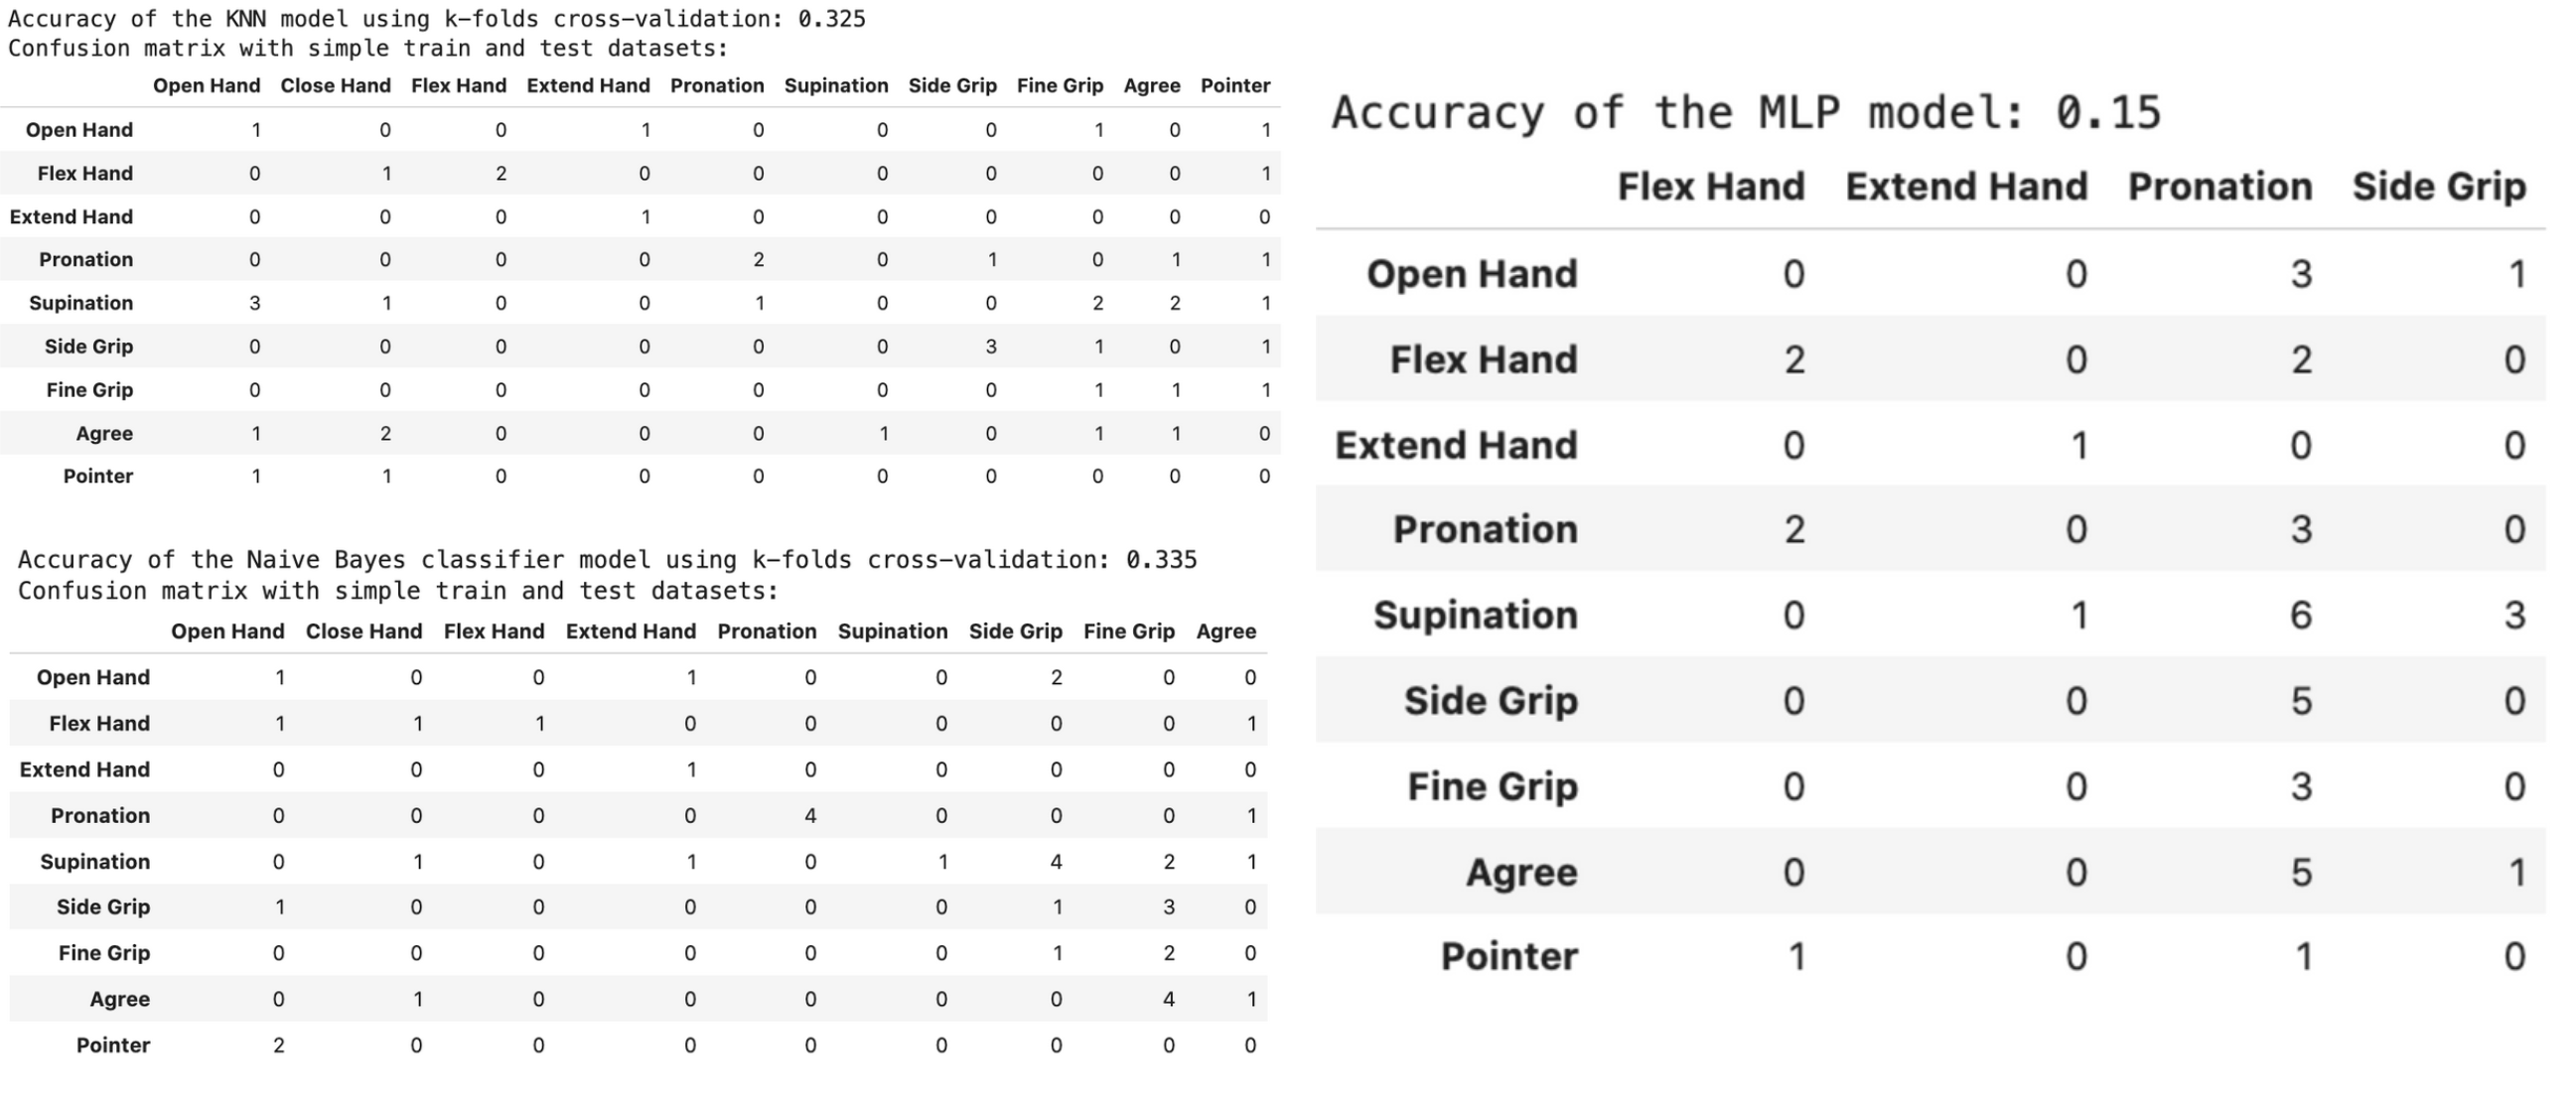 Accuracy of the KNN model using k-folds cross-validation: 0.325
Confusion matrix with simple train and test datasets:
Open Hand Close Hand Flex Hand Extend Hand Pronation Supination Side Grip Fine Grip Agree Pointer
Open Hand 1 0 0 1 0 0 0 1 0 1
Flex Hand 0 1 2 0 0 0 0 0 0 1
Extend Hand 0 0 0 1 0 0 0 0 0 0
Pronation 0 0 0 0 2 0 1 0 1 1
Supination 3 1 0 0 1 0 0 2 2 1
Side Grip 0 0 0 0 0 0 3 1 0 1
Fine Grip 0 0 0 0 0 0 0 1 1 1
Agree 1 2 0 0 0 1 0 1 1 0
Pointer 1 1 0 0 0 0 0 0 0 0
Accuracy of the Naive Bayes classifier model using k-folds cross-validation: 0.335
Confusion matrix with simple train and test datasets:
Open Hand Close Hand Flex Hand Extend Hand Pronation Supination Side Grip Fine Grip Agree
Open Hand 1 0 0 1 0 0 2 0 0
Flex Hand 1 1 1 0 0 0 0 0 1
Extend Hand 0 0 0 1 0 0 0 0 0
Pronation 0 0 0 0 4 0 0 0 1
Supination 0 1 0 1 0 1 4 2 1
Side Grip 1 0 0 0 0 0 1 3 0
Fine Grip 0 0 0 0 0 0 1 2 0
Agree 0 1 0 0 0 0 0 4 1
Pointer 2 0 0 0 0 0 0 0 0
Accuracy of the MLP model: 0.15
Flex Hand Extend Hand Pronation Side Grip
Open Hand 0 0 3 1
Flex Hand 2 0 2 0
Extend Hand 0 1 0 0
Pronation 2 0 3 0
Supination 0 1 6 3
Side Grip 0 0 5 0
Fine Grip 0 0 3 0
Agree 0 0 5 1
Pointer 1 0 1 0